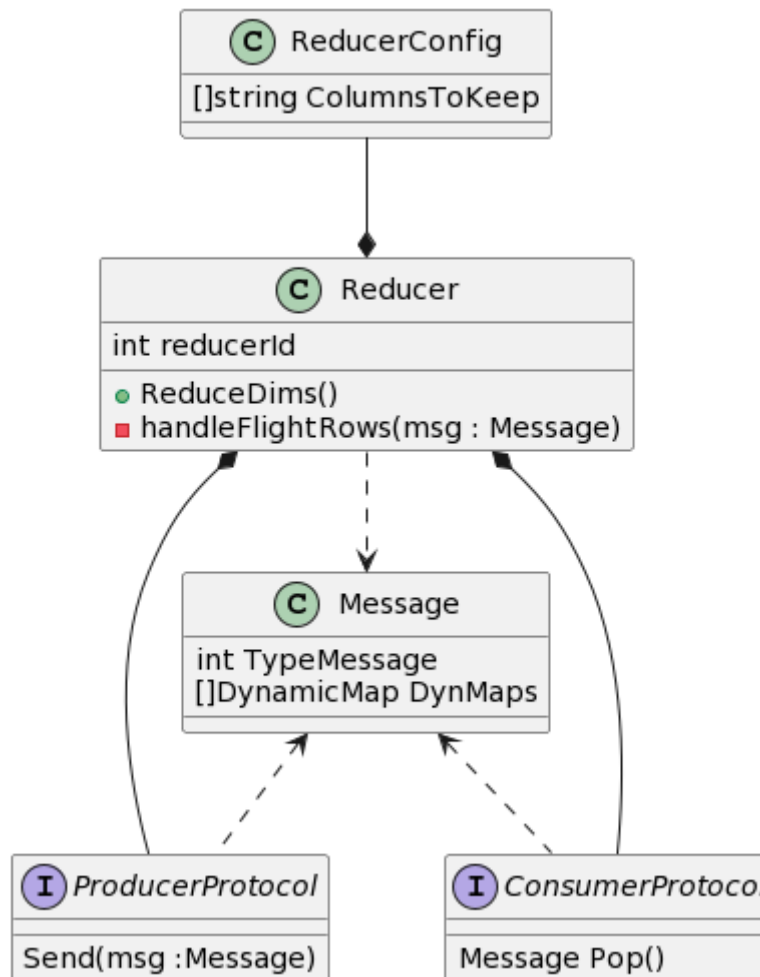 C ReducerConfig
[]string ColumnsToKeep
C Reducer
int reducerId
ReduceDims()
handleFlightRows(msg : Message)
C Message
int TypeMessage
[]DynamicMap DynMaps
I ProducerProtocol
I ConsumerProtocol
Send(msg :Message)
Message Pop()